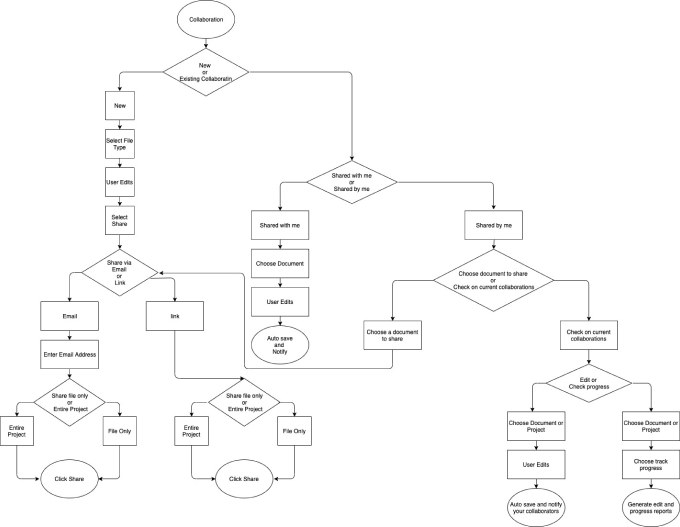 Collaboration
New
or
Existing Collaboratin
New
Select File
Type
User Edits
Select
Share
Share via
Email
or
Link
Email
link
Enter Email Address
Share file only
or
Entire Project
Entire
Project
File Only
Click Share
Share file only
or
Entire Project
Entire
Project
File Only
Click Share
Shared with me
or
Shared by me
Shared with me
Choose Document
User Edits
Auto save
and
Notify
Shared by me
Choose document to share
or
Check on current collaborations
Choose a document
to share
Check on current
collaborations
Edit or
Check progress
Choose Document or
Project
User Edits
Auto save and notify
your collaborators
Choose Document or
Project
Choose track
progress
Generate edit and
progress reports